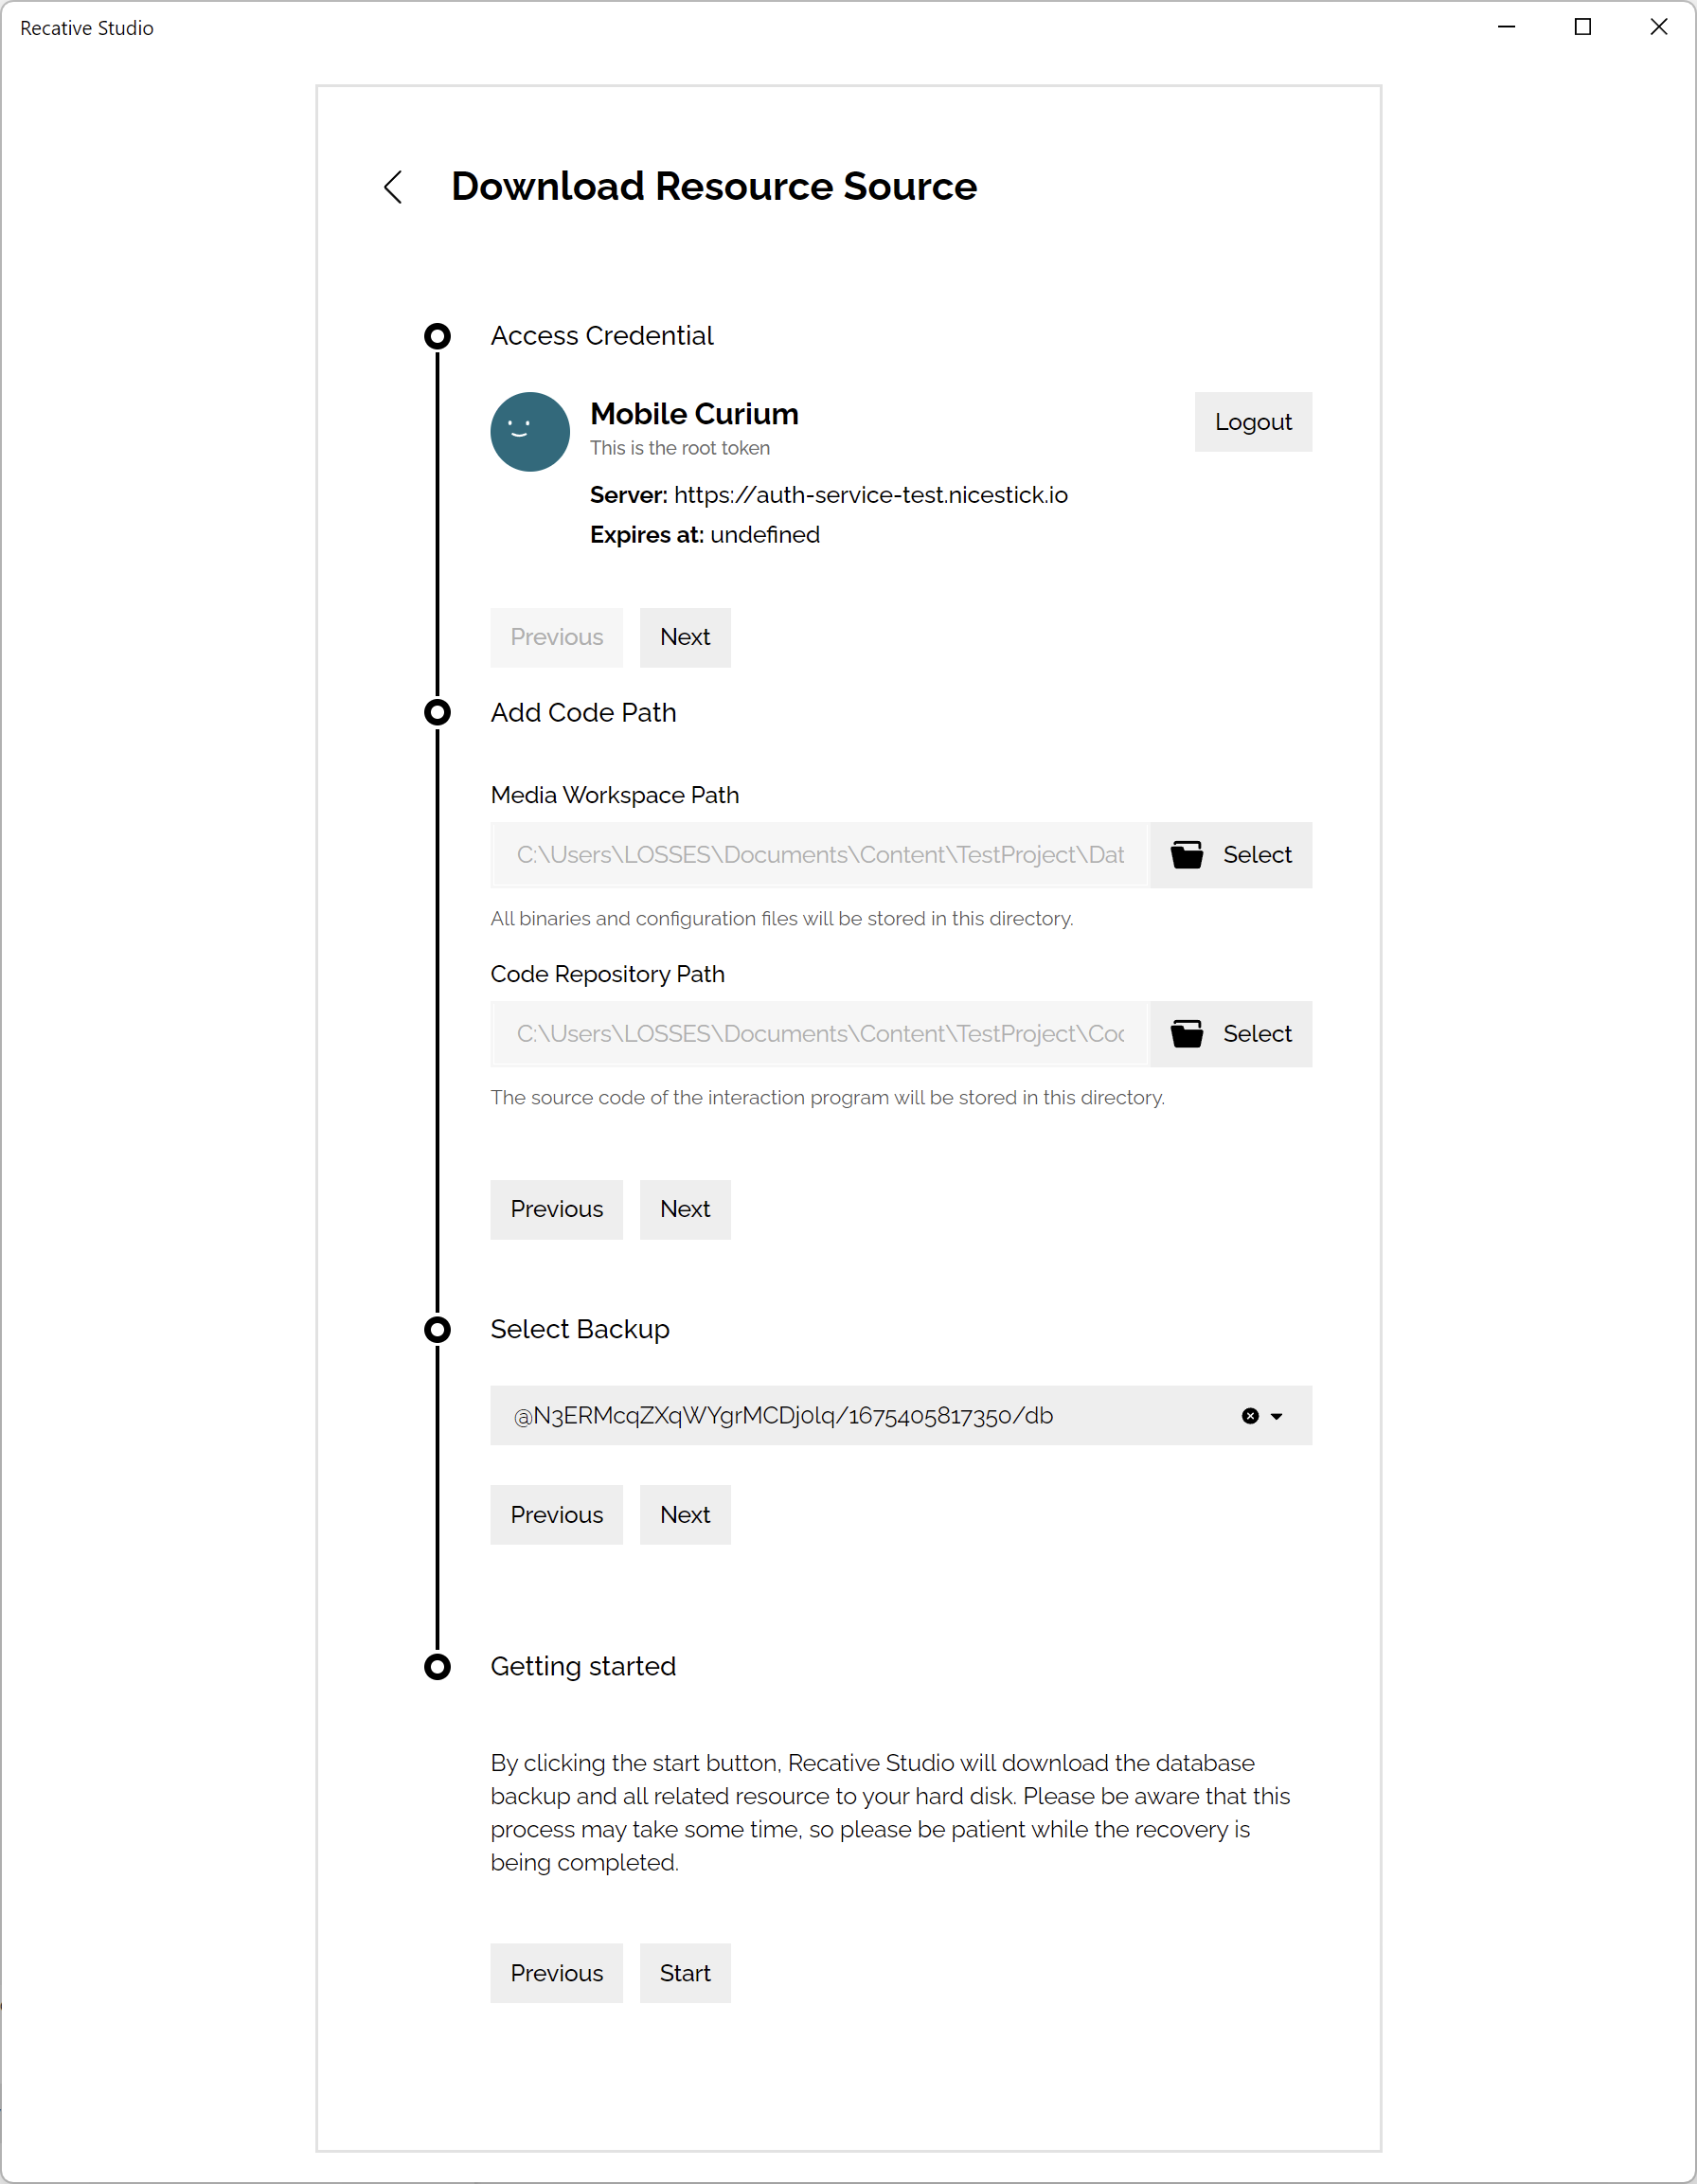 Recative Studio
Download Resource Source
Access Credential
Mobile Curium
Logout
This is the root token
Server: https://auth-service-test.nicestick.io
Expires at: undefined
Previous
Next
Add Code Path
Media Workspace Path
C:\Users\LOSSES\Documents\Content\TestProject\Dat
Select
All binaries and configuration files will be stored in this directory.
Code Repository Path
C:\Users\LOSSES\Documents\Content\TestProject\Coc
Select
The source code of the interaction program will be stored in this directory.
Previous
Next
Select Backup
@N3ERMcqZXqWYgrMCDj0lq/1675405817350/db
Previous
Next
Getting started
By clicking the start button, Recative Studio will download the database
backup and all related resource to your hard disk. Please be aware that this
process may take some time, so please be patient while the recovery is
being completed.
Previous
Start